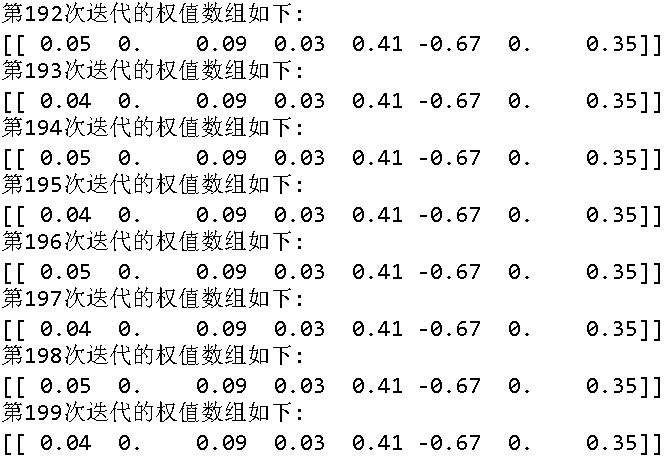 第192次迭代的权值数组如下:
[[ 0.05  0.    0.09  0.03  0.41 -0.67  0.    0.35]]
第193次迭代的权值数组如下:
[[ 0.04  0.    0.09  0.03  0.41 -0.67  0.    0.35]]
第194次迭代的权值数组如下:
[[ 0.05  0.    0.09  0.03  0.41 -0.67  0.    0.35]]
第195次迭代的权值数组如下:
[[ 0.04  0.    0.09  0.03  0.41 -0.67  0.    0.35]]
第196次迭代的权值数组如下:
[[ 0.05  0.    0.09  0.03  0.41 -0.67  0.    0.35]]
第197次迭代的权值数组如下:
[[ 0.04  0.    0.09  0.03  0.41 -0.67  0.    0.35]]
第198次迭代的权值数组如下:
[[ 0.05  0.    0.09  0.03  0.41 -0.67  0.    0.35]]
第199次迭代的权值数组如下:
[[ 0.04  0.    0.09  0.03  0.41 -0.67  0.    0.35]]